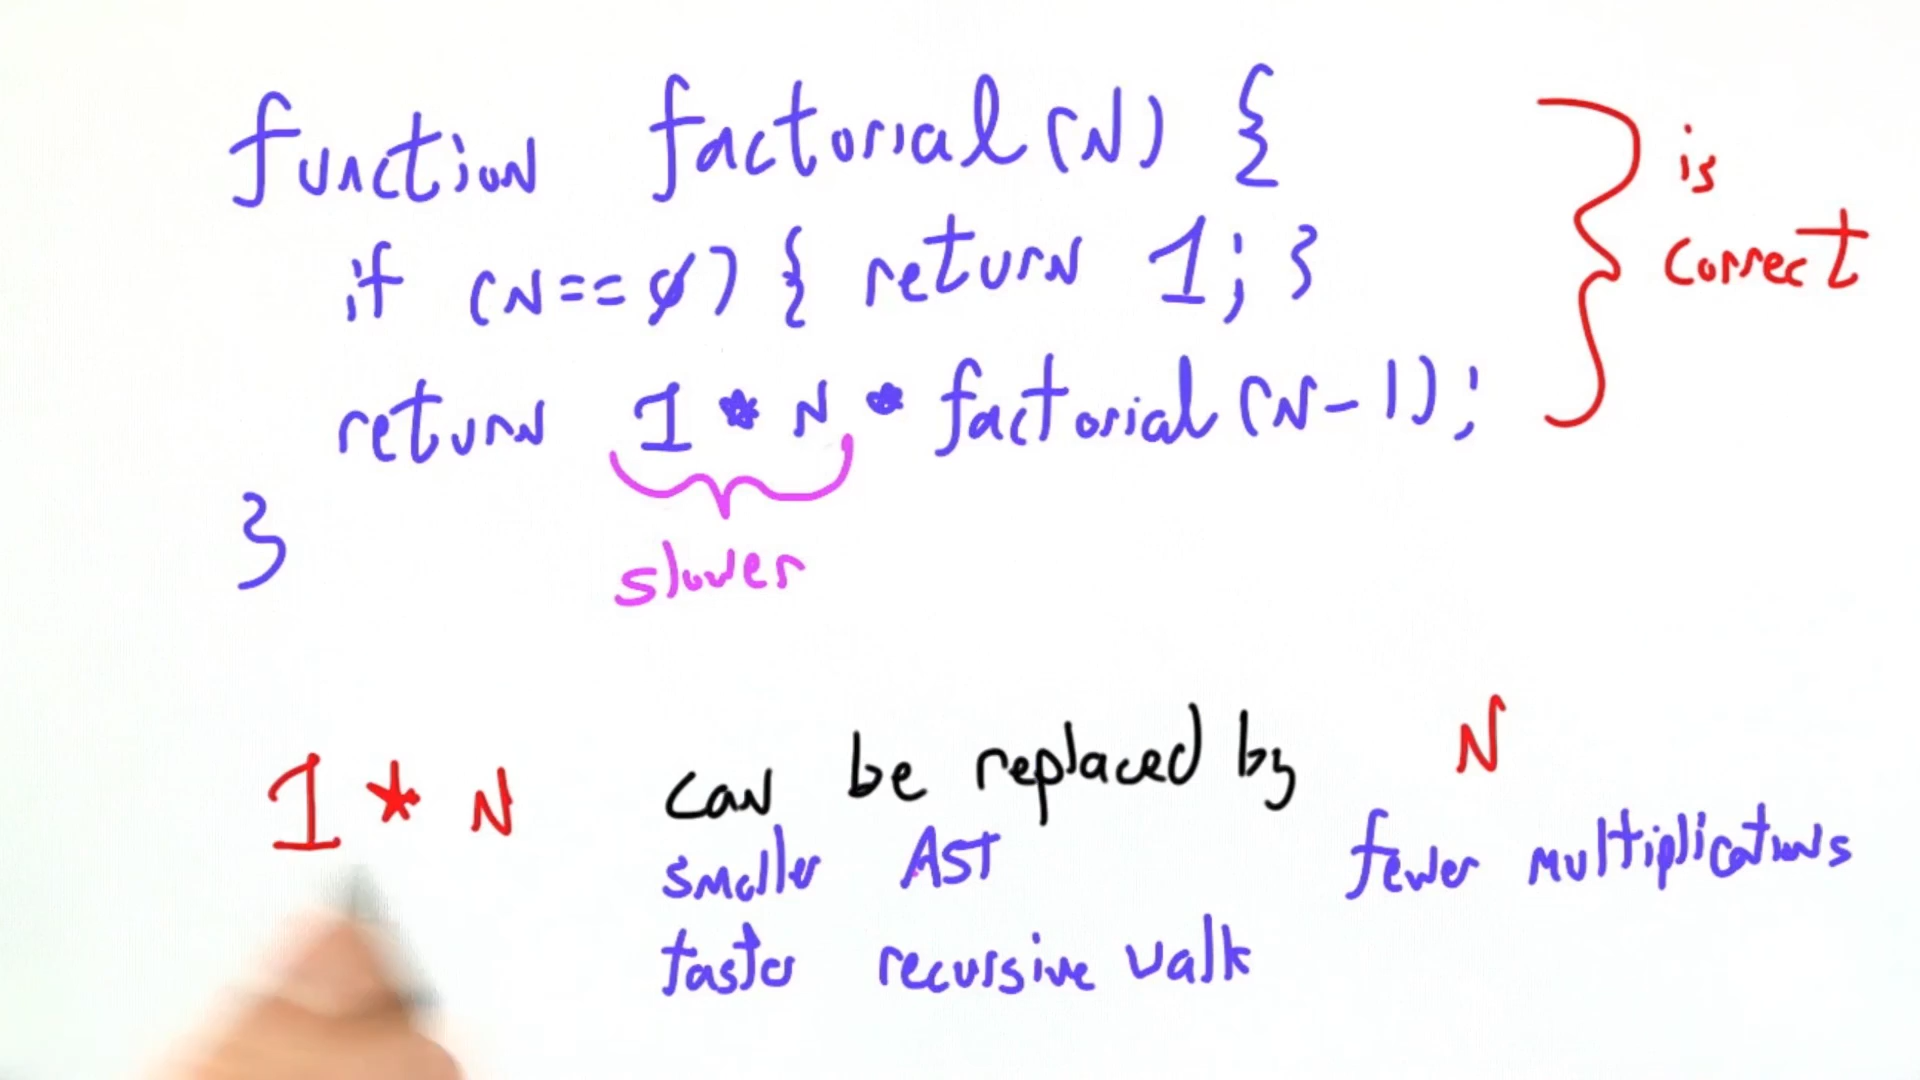 function factorial(N) {
if (N==0) { return 1; }
return 1 * N * factorial(N-1);
}
is
correct
slower
1 * N can be replaced by N
smaller AST fewer multiplications
faster recursive walk